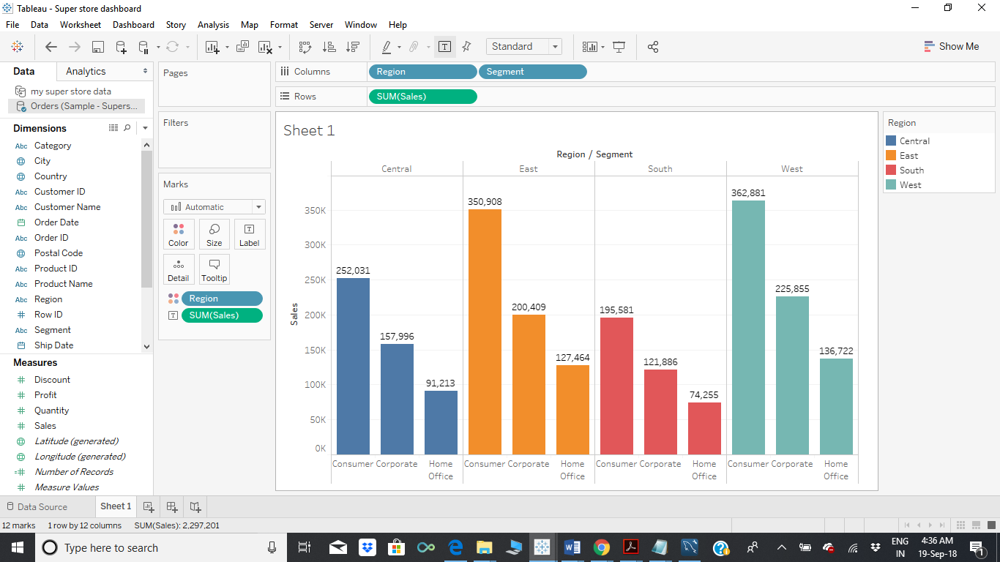 Tableau - Super store dashboard
File Data Worksheet Dashboard Story Analysis Map Format Server Window Help
Standard
Show Me
Data Analytics
my super store data
Orders (Sample - Supers...
Dimensions
Abc Category
City
Country
Abc Customer ID
Abc Customer Name
Order Date
Abc Order ID
Postal Code
Abc Product ID
Abc Product Name
Abc Region
# Row ID
Abc Segment
Ship Date
Measures
# Discount
# Profit
# Quantity
# Sales
Latitude (generated)
Longitude (generated)
=# Number of Records
# Measure Values
Pages
Filters
Marks
Automatic
Color Size Label
Detail Tooltip
Region
SUM(Sales)
Columns Region Segment
Rows SUM(Sales)
Sheet 1
Region / Segment
Central East South West
Sales
350K
300K
250K
200K
150K
100K
50K
0K
252,031
157,996
91,213
350,908
200,409
127,464
195,581
121,886
74,255
362,881
225,855
136,722
Consumer Corporate Home Office Consumer Corporate Home Office Consumer Corporate Home Office Consumer Corporate Home Office
Region
Central
East
South
West
Data Source Sheet 1
12 marks 1 row by 12 columns SUM(Sales): 2,297,201
Type here to search
ENG
IN
4:36 AM
19-Sep-18
1